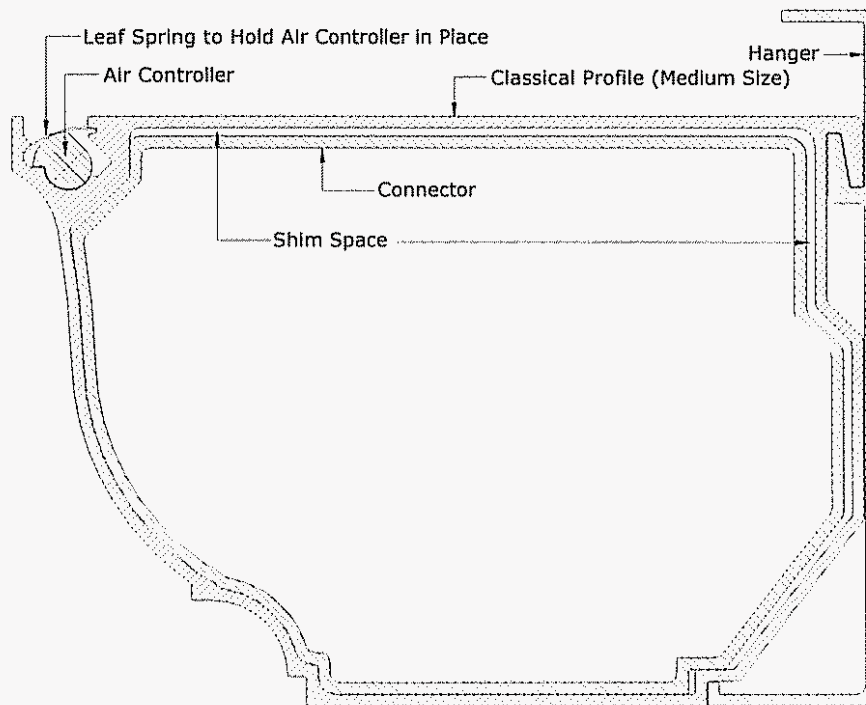 Leaf Spring to Hold Air Controller in Place
Hanger
Air Controller
Classical Profile (Medium Size)
Connector
Shim Space